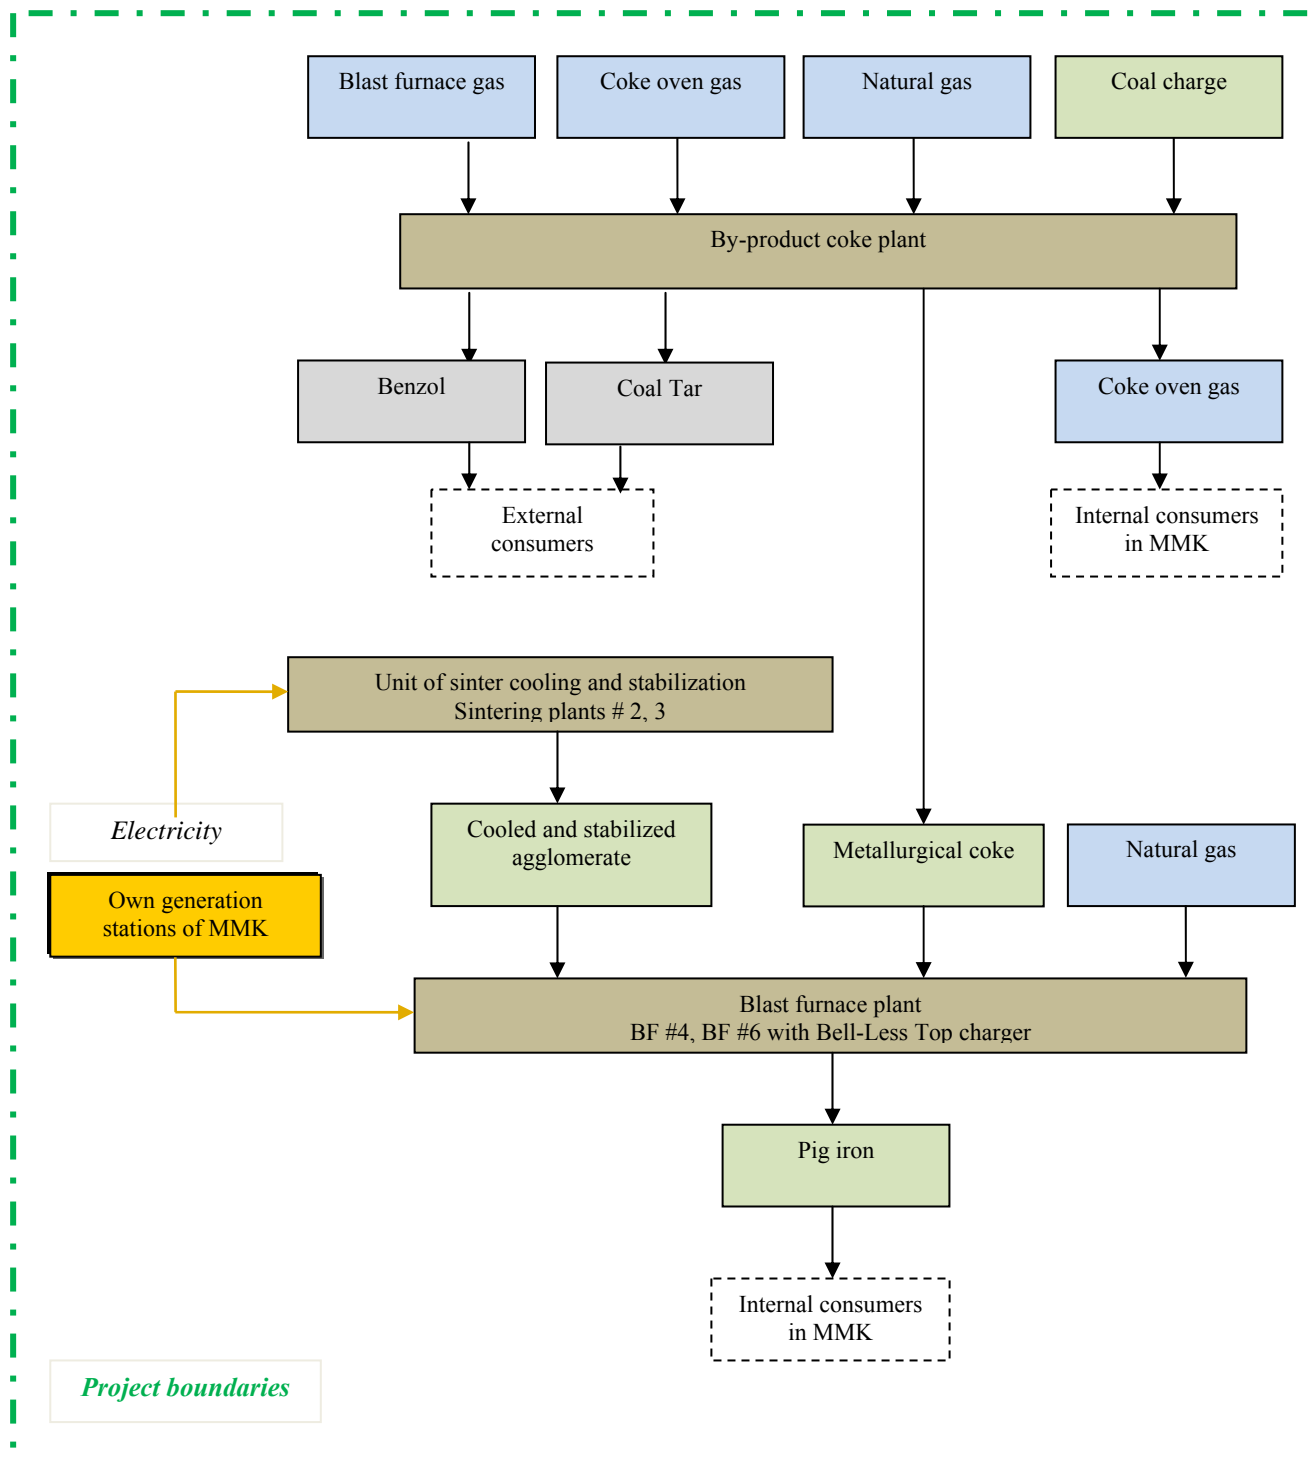 Blast furnace gas
Coke oven gas
Natural gas
Coal charge
By-product coke plant
Benzol
Coal Tar
Coke oven gas
External
consumers
Internal consumers
in MMK
Unit of sinter cooling and stabilization
Sintering plants # 2, 3
Electricity
Cooled and stabilized
agglomerate
Metallurgical coke
Natural gas
Own generation
stations of MMK
Blast furnace plant
BF #4, BF #6 with Bell-Less Top charger
Pig iron
Internal consumers
in MMK
Project boundaries